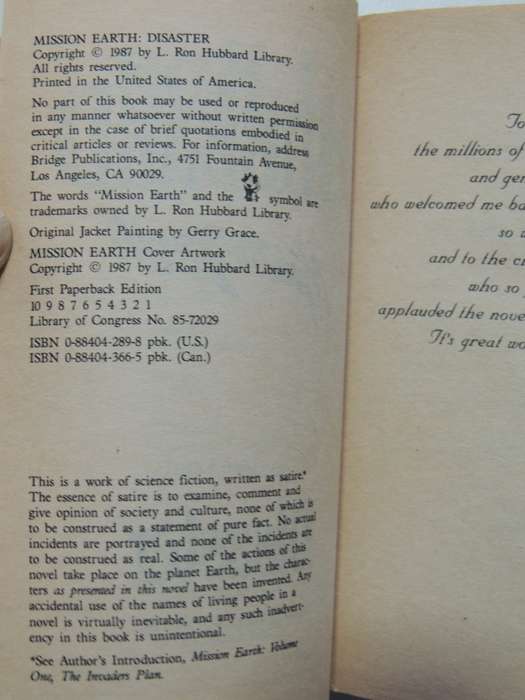 MISSION EARTH: DISASTER
Copyright © 1987 by L. Ron Hubbard Library.
All rights reserved.
Printed in the United States of America.
No part of this book may be used or reproduced
in any manner whatsoever without written permission
except in the case of brief quotations embodied in
critical articles or reviews. For information, address
Bridge Publications, Inc., 4751 Fountain Avenue,
Los Angeles, CA 90029.
The words "Mission Earth" and the symbol are
trademarks owned by L. Ron Hubbard Library.
Original Jacket Painting by Gerry Grace.
MISSION EARTH Cover Artwork
Copyright © 1987 by L. Ron Hubbard Library.
First Paperback Edition
10 9 8 7 6 5 4 3 2 1
Library of Congress No. 85-72029
ISBN 0-88404-289-8 pbk. (U.S.)
ISBN 0-88404-366-5 pbk. (Can.)
This is a work of science fiction, written as satire*
The essence of satire is to examine, comment and
give opinion of society and culture, none of which is
to be construed as a statement of pure fact. No actual
incidents are portrayed and none of the incidents are
to be construed as real. Some of the actions of this
novel take place on the planet Earth, but the charac-
ters as presented in this novel have been invented. Any
accidental use of the names of living people in a
novel is virtually inevitable, and any such inadvert-
ency in this book is unintentional.
*See Author's Introduction, Mission Earth: Volume
One, The Invaders Plan.
To
the millions of
and
who welcomed me
so
and to the
who so
applauded the
It's great